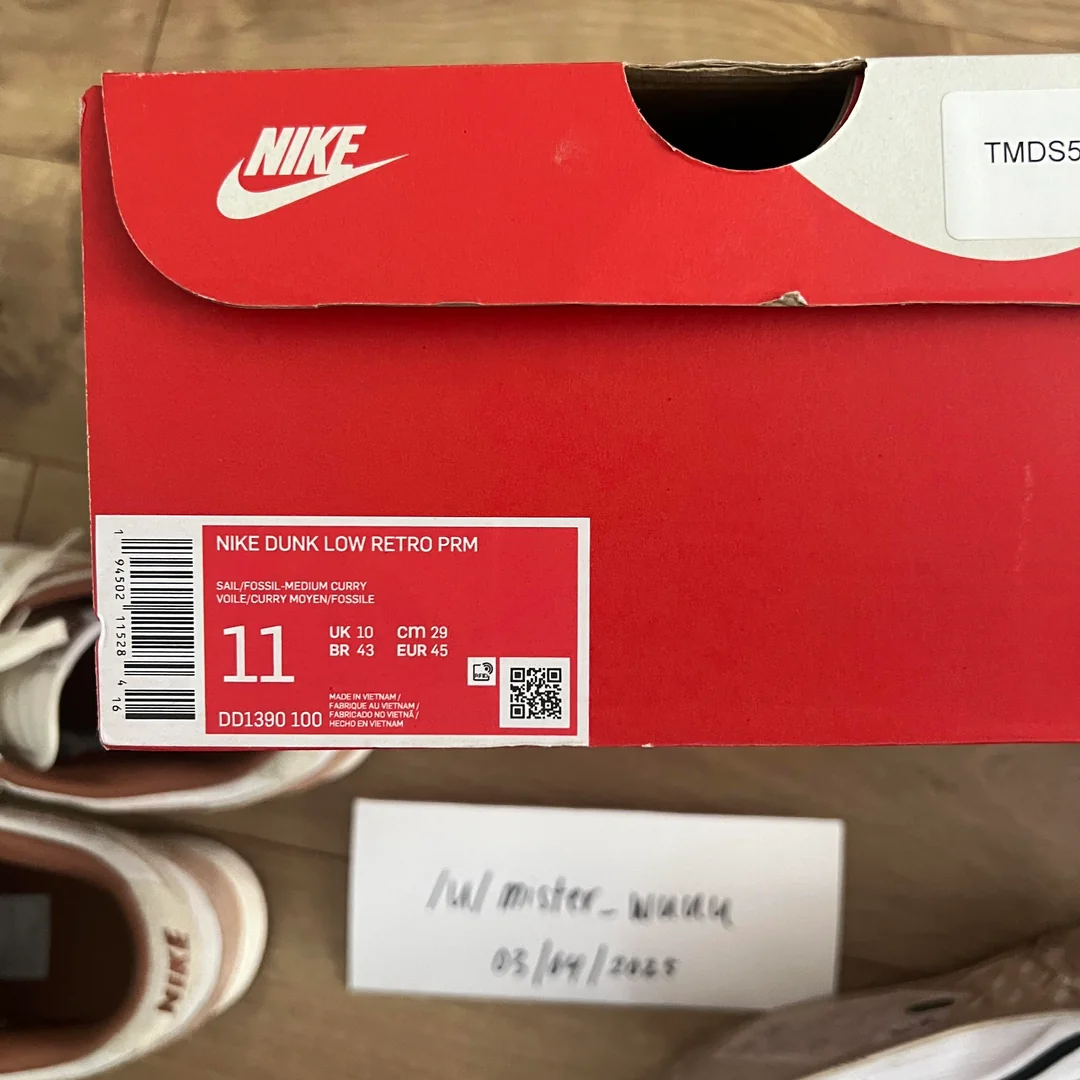 NIKE
TMDS5
NIKE DUNK LOW RETRO PRM
SAIL/FOSSIL-MEDIUM CURRY
VOILE/CURRY MOYEN/FOSSILE
11
UK 10 cm 29
BR 43 EUR 45
RFID
DD1390 100
MADE IN VIETNAM /
FABRIQUE AU VIETNAM /
FABRICADO NO VIETNÃ /
HECHO EN VIETNAM
1 94502 11528 4 16
/u/ mister_wuuu
03/04/2025
NIKE